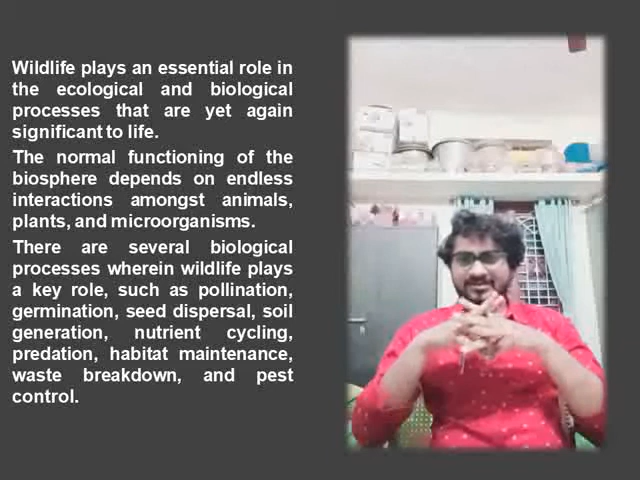 Wildlife plays an essential role in
the ecological and biological
processes that are yet again
significant to life.
The normal functioning of the
biosphere depends on endless
interactions amongst animals,
plants, and microorganisms.
There are several biological
processes wherein wildlife plays
a key role, such as pollination,
germination, seed dispersal, soil
generation, nutrient cycling,
predation, habitat maintenance,
waste breakdown, and pest
control.